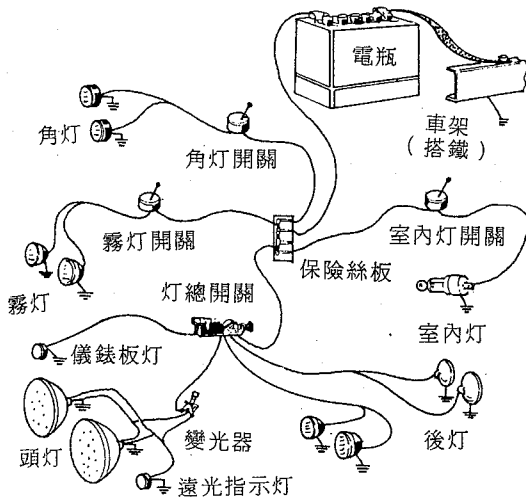 電瓶
車架
(搭鐵)
角灯
角灯開關
霧灯開關
霧灯
保險絲板
室內灯開關
室內灯
灯總開關
儀錶板灯
頭灯
變光器
遠光指示灯
後灯